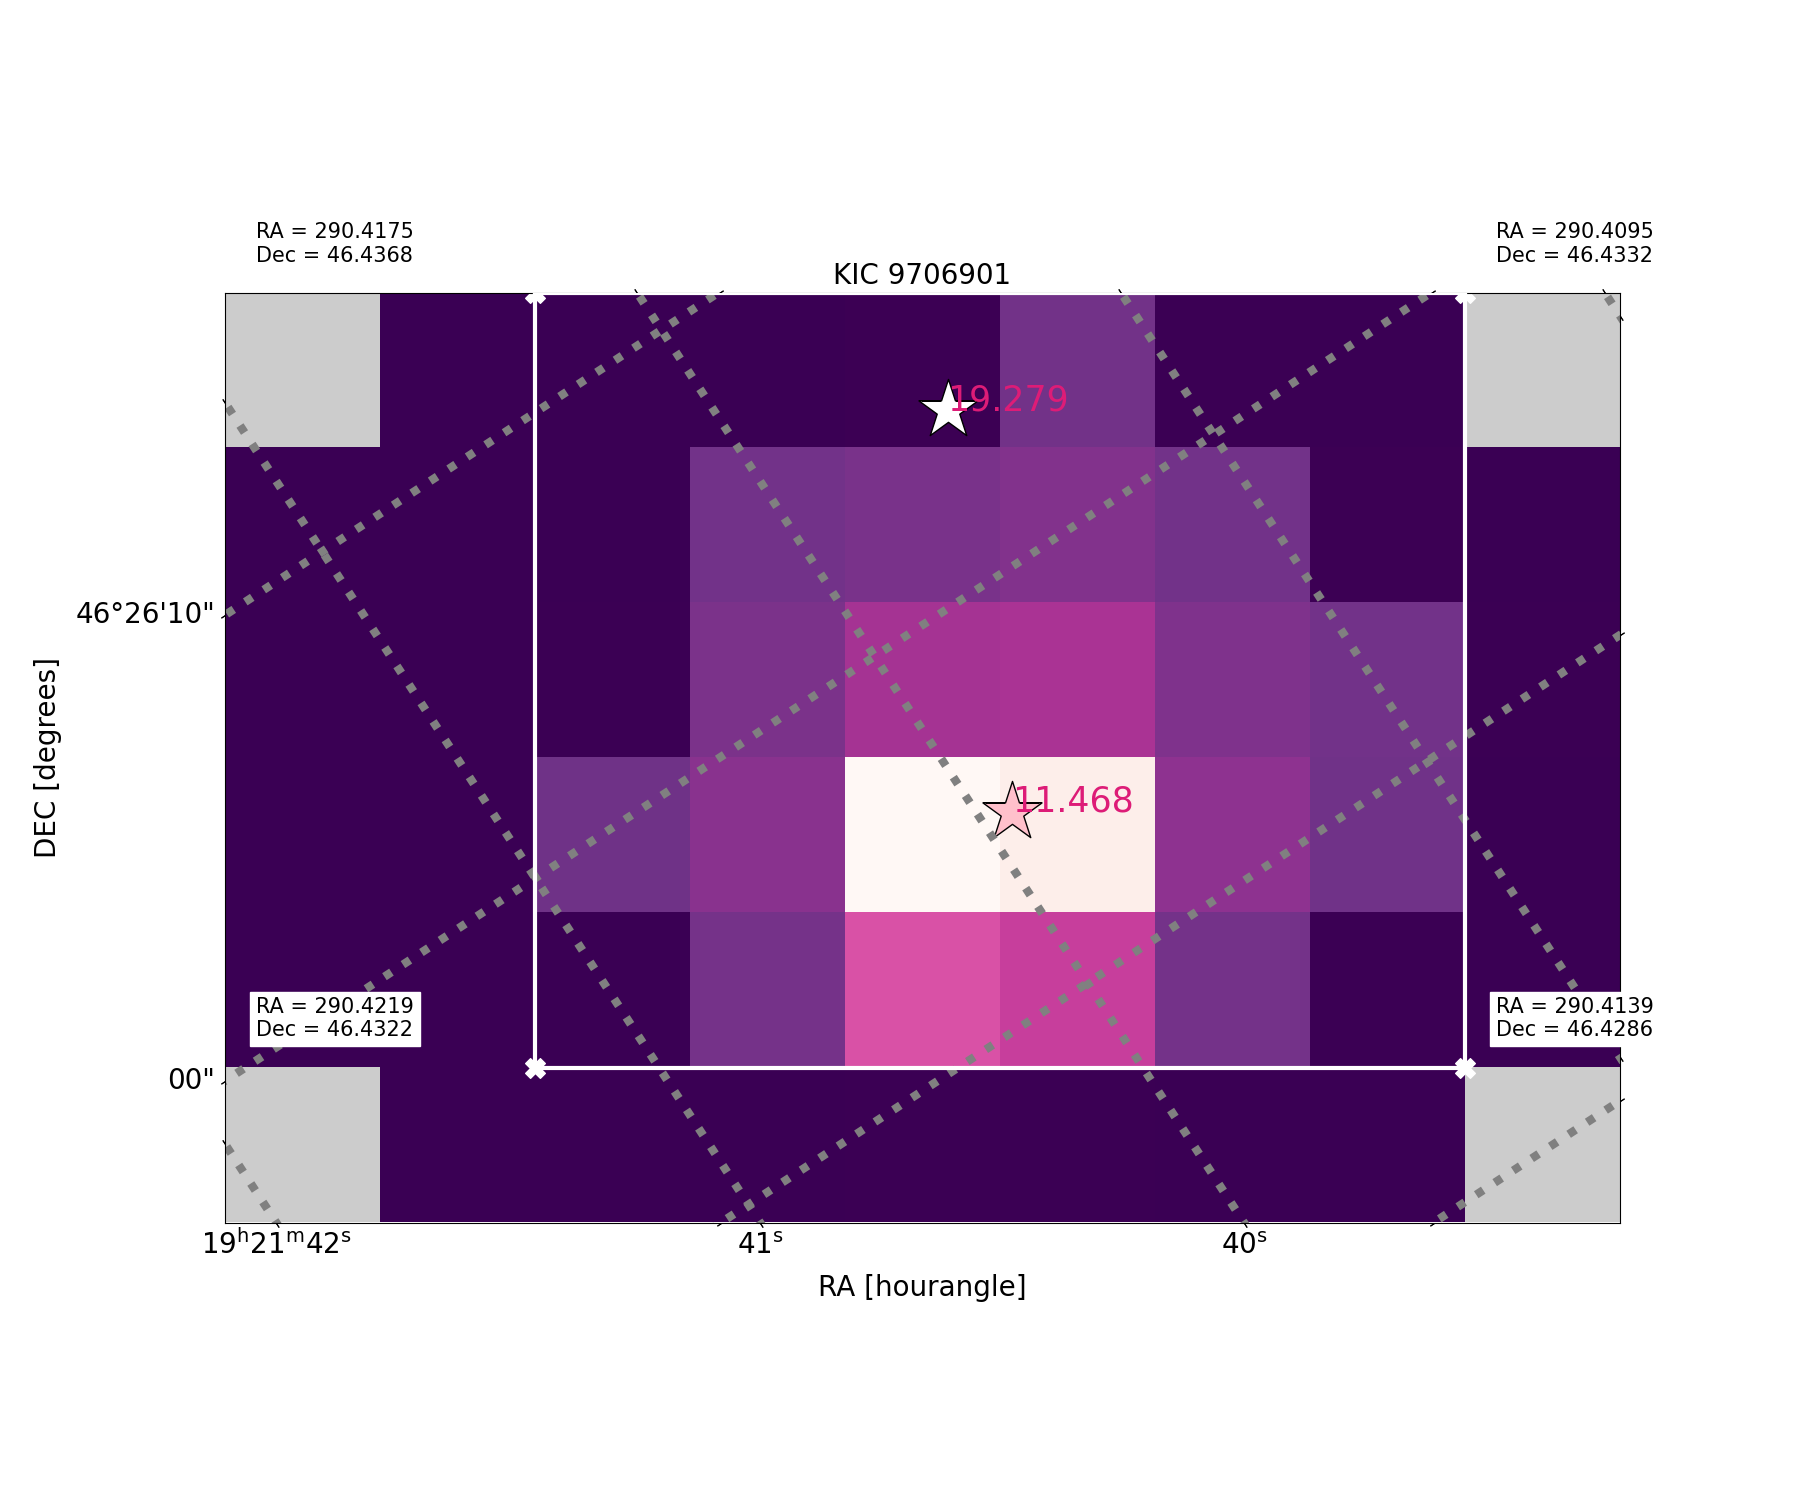 RA = 290.4175
Dec = 46.4368
RA = 290.4095
Dec = 46.4332
KIC 9706901
19.279
46°26'10"
DEC [degrees]
11.468
RA = 290.4219
Dec = 46.4322
RA = 290.4139
Dec = 46.4286
00"
19ʰ21ᵐ42ˢ
41ˢ
40ˢ
RA [hourangle]